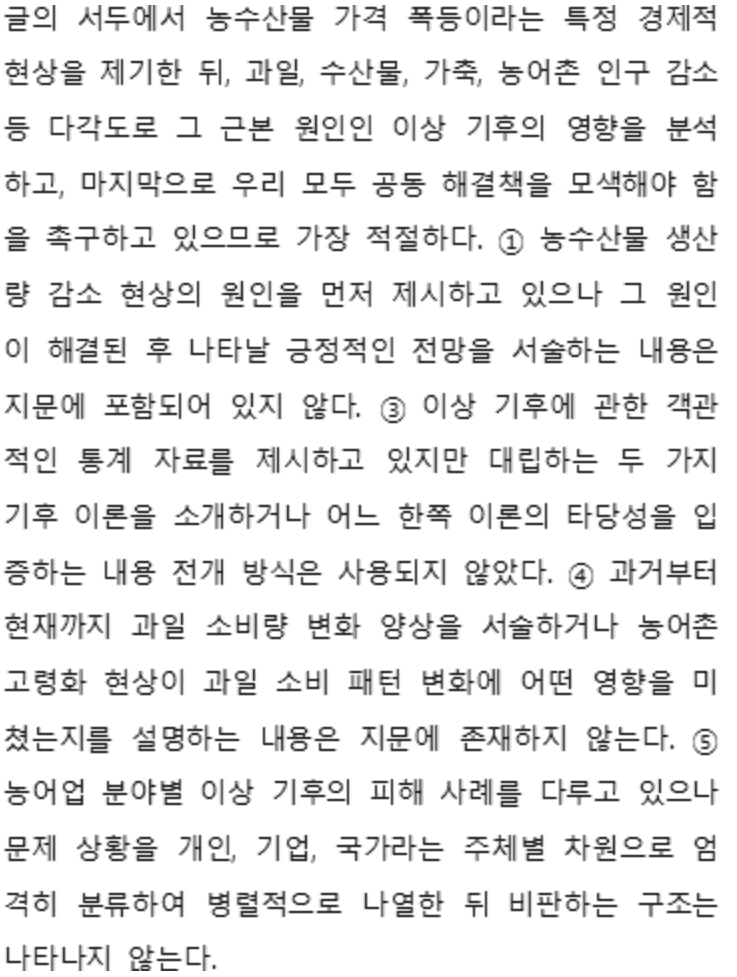 글의 서두에서 농수산물 가격 폭등이라는 특정 경제적
현상을 제기한 뒤, 과일, 수산물, 가축, 농어촌 인구 감소
등 다각도로 그 근본 원인인 이상 기후의 영향을 분석
하고, 마지막으로 우리 모두 공동 해결책을 모색해야 함
을 촉구하고 있으므로 가장 적절하다. ① 농수산물 생산
량 감소 현상의 원인을 먼저 제시하고 있으나 그 원인
이 해결된 후 나타날 긍정적인 전망을 서술하는 내용은
지문에 포함되어 있지 않다. ③ 이상 기후에 관한 객관
적인 통계 자료를 제시하고 있지만 대립하는 두 가지
기후 이론을 소개하거나 어느 한쪽 이론의 타당성을 입
증하는 내용 전개 방식은 사용되지 않았다. ④ 과거부터
현재까지 과일 소비량 변화 양상을 서술하거나 농어촌
고령화 현상이 과일 소비 패턴 변화에 어떤 영향을 미
쳤는지를 설명하는 내용은 지문에 존재하지 않는다. ⑤
농어업 분야별 이상 기후의 피해 사례를 다루고 있으나
문제 상황을 개인, 기업, 국가라는 주체별 차원으로 엄
격히 분류하여 병렬적으로 나열한 뒤 비판하는 구조는
나타나지 않는다.